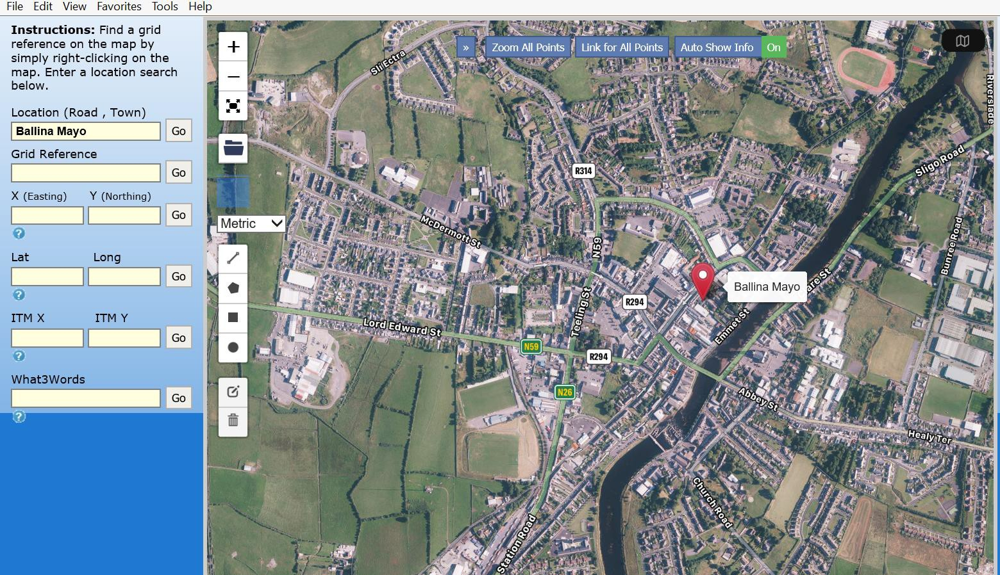 File Edit View Favorites Tools Help
Instructions: Find a grid
reference on the map by
simply right-clicking on the
map. Enter a location search
below.
Location (Road , Town)
Ballina Mayo Go
Grid Reference
Go
X (Easting) Y (Northing)
Go
?
Lat Long
Go
?
ITM X ITM Y
Go
?
What3Words
Go
?
+
−
Metric
» Zoom All Points Link for All Points Auto Show Info On
Sli Ectra
Riverslade
Sligo Road
R314
McDermott St
N59
Bunree Road
Ballina Mayo
are St
R294
Teeling St
Emmet St
Lord Edward St
N59
R294
N26
Abbey St
Healy Ter
Church Road
Station Road